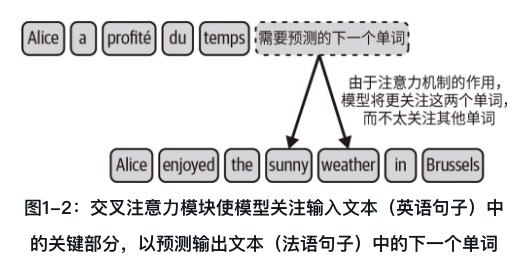 Alice a profité du temps 需要预测的下一个单词
由于注意力机制的作用，
模型将更关注这两个单词，
而不太关注其他单词
Alice enjoyed the sunny weather in Brussels
图1-2：交叉注意力模块使模型关注输入文本（英语句子）中
的关键部分，以预测输出文本（法语句子）中的下一个单词